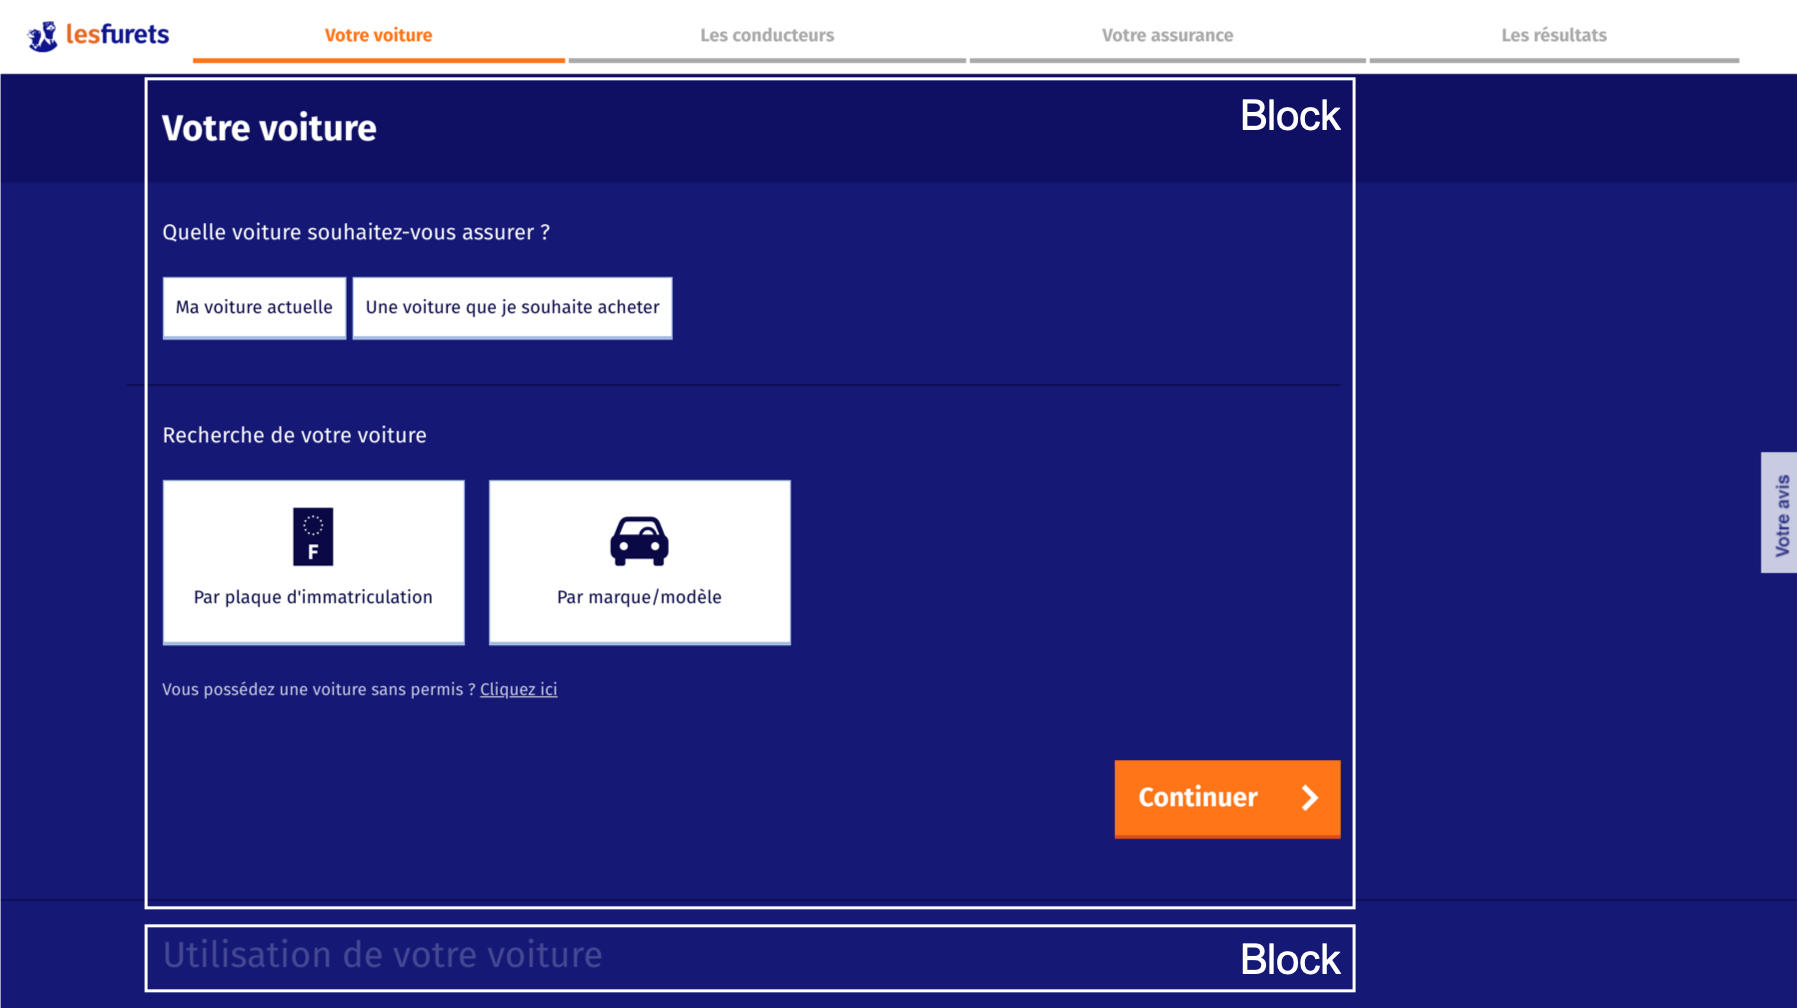 lesfurets
Votre voiture
Les conducteurs
Votre assurance
Les résultats
Votre voiture
Block
Quelle voiture souhaitez-vous assurer ?
Ma voiture actuelle
Une voiture que je souhaite acheter
Recherche de votre voiture
F
Par plaque d'immatriculation
Par marque/modèle
Votre avis
Vous possédez une voiture sans permis ? Cliquez ici
Continuer
Utilisation de votre voiture
Block